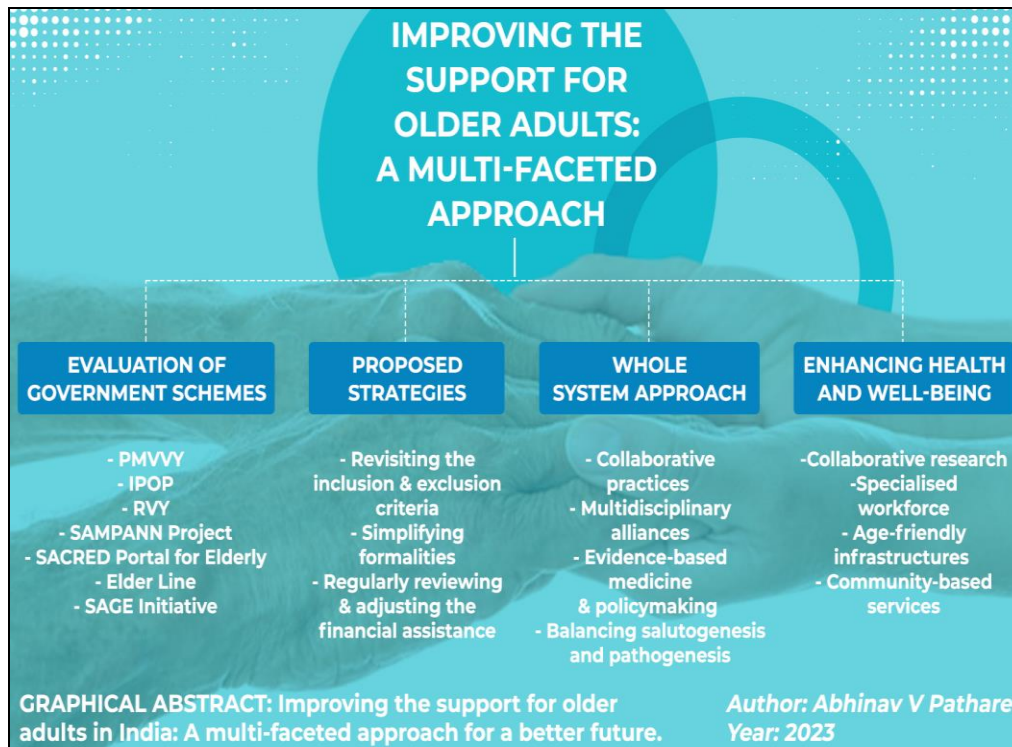 IMPROVING THE
SUPPORT FOR
OLDER ADULTS:
A MULTI-FACETED
APPROACH
EVALUATION OF
GOVERNMENT SCHEMES
- PMVVY
- IPOP
- RVY
- SAMPANN Project
- SACRED Portal for Elderly
- Elder Line
- SAGE Initiative
PROPOSED
STRATEGIES
- Revisiting the
inclusion & exclusion
criteria
- Simplifying
formalities
- Regularly reviewing
& adjusting the
financial assistance
WHOLE
SYSTEM APPROACH
- Collaborative
practices
- Multidisciplinary
alliances
- Evidence-based
medicine
& policymaking
- Balancing salutogenesis
and pathogenesis
ENHANCING HEALTH
AND WELL-BEING
-Collaborative research
-Specialised
workforce
- Age-friendly
infrastructures
- Community-based
services
GRAPHICAL ABSTRACT: Improving the support for older
adults in India: A multi-faceted approach for a better future.
Author: Abhinav V Pathare
Year: 2023